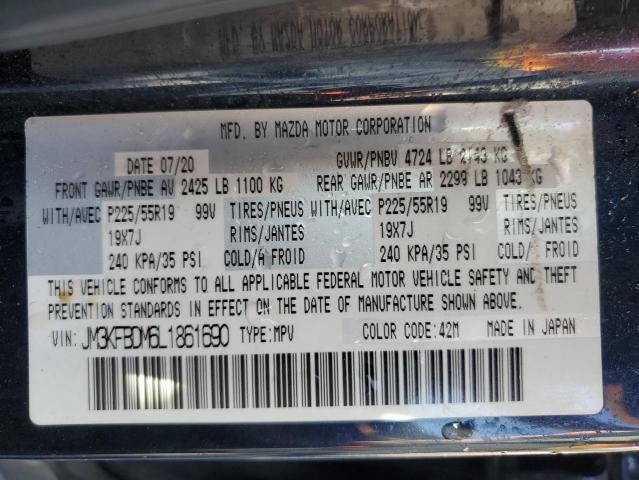 MFD. BY MAZDA MOTOR CORPORATION
DATE 07/20 GVWR/PNBV 4724 LB 2143 KG
FRONT GAWR/PNBE AV 2425 LB 1100 KG REAR GAWR/PNBE AR 2299 LB 1043 KG
WITH/AVEC P225/55R19 99V TIRES/PNEUS WITH/AVEC P225/55R19 99V TIRES/PNEUS
19X7J RIMS/JANTES 19X7J RIMS/JANTES
240 KPA/35 PSI COLD/A FROID 240 KPA/35 PSI COLD/ FROID
THIS VEHICLE CONFORMS TO ALL APPLICABLE FEDERAL MOTOR VEHICLE SAFETY AND THEFT
PREVENTION STANDARDS IN EFFECT ON THE DATE OF MANUFACTURE SHOWN ABOVE.
VIN: JM3KFBDM6L1861690 TYPE:MPV COLOR CODE:42M MADE IN JAPAN